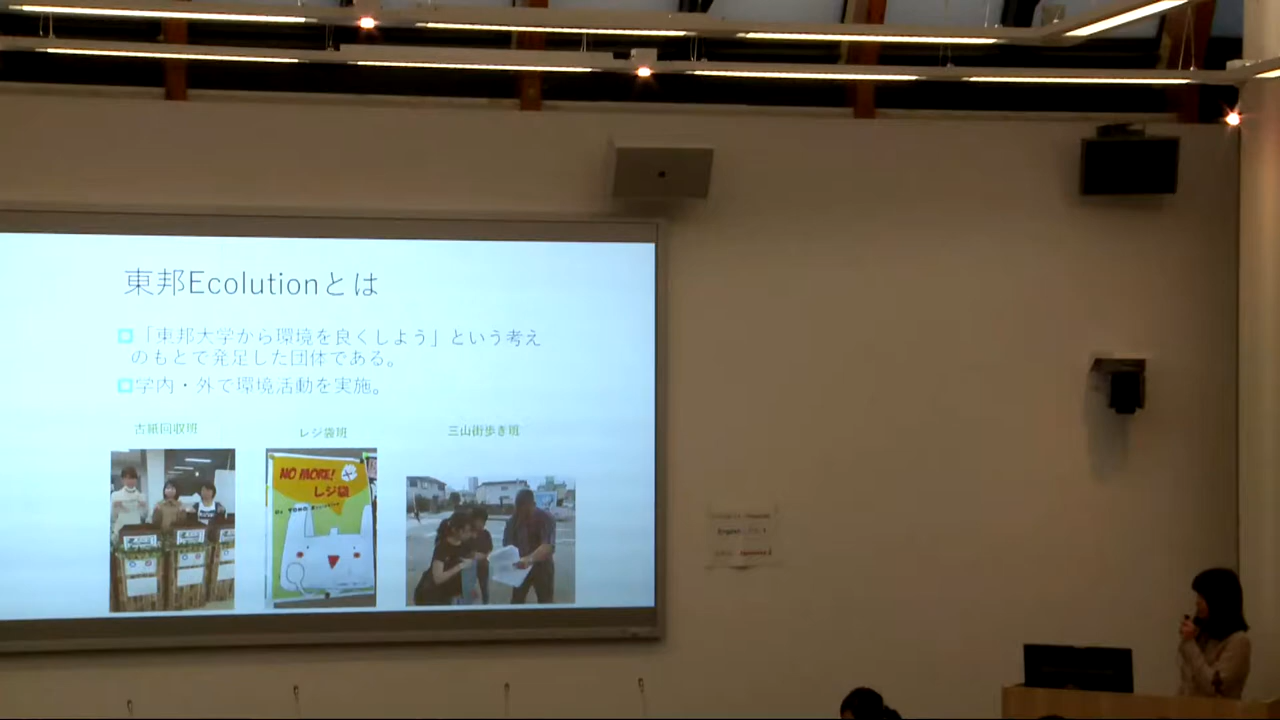 東邦Ecolutionとは
「東邦大学から環境を良くしよう」という考え
のもとで発足した団体である。
学内・外で環境活動を実施。
古紙回収班
レジ袋班
三山街歩き班
NO MORE!
レジ袋
English